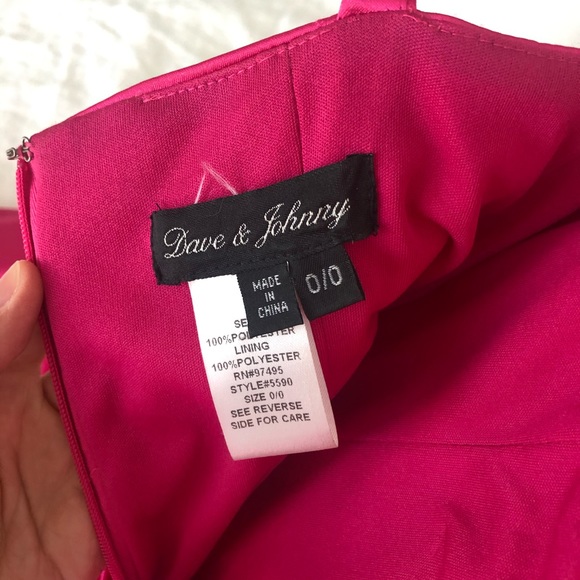 Dave & Johnny
MADE
IN
CHINA
0/0
SE
100%POLYESTER
LINING
100%POLYESTER
RN#97495
STYLE#5590
SIZE 0/0
SEE REVERSE
SIDE FOR CARE